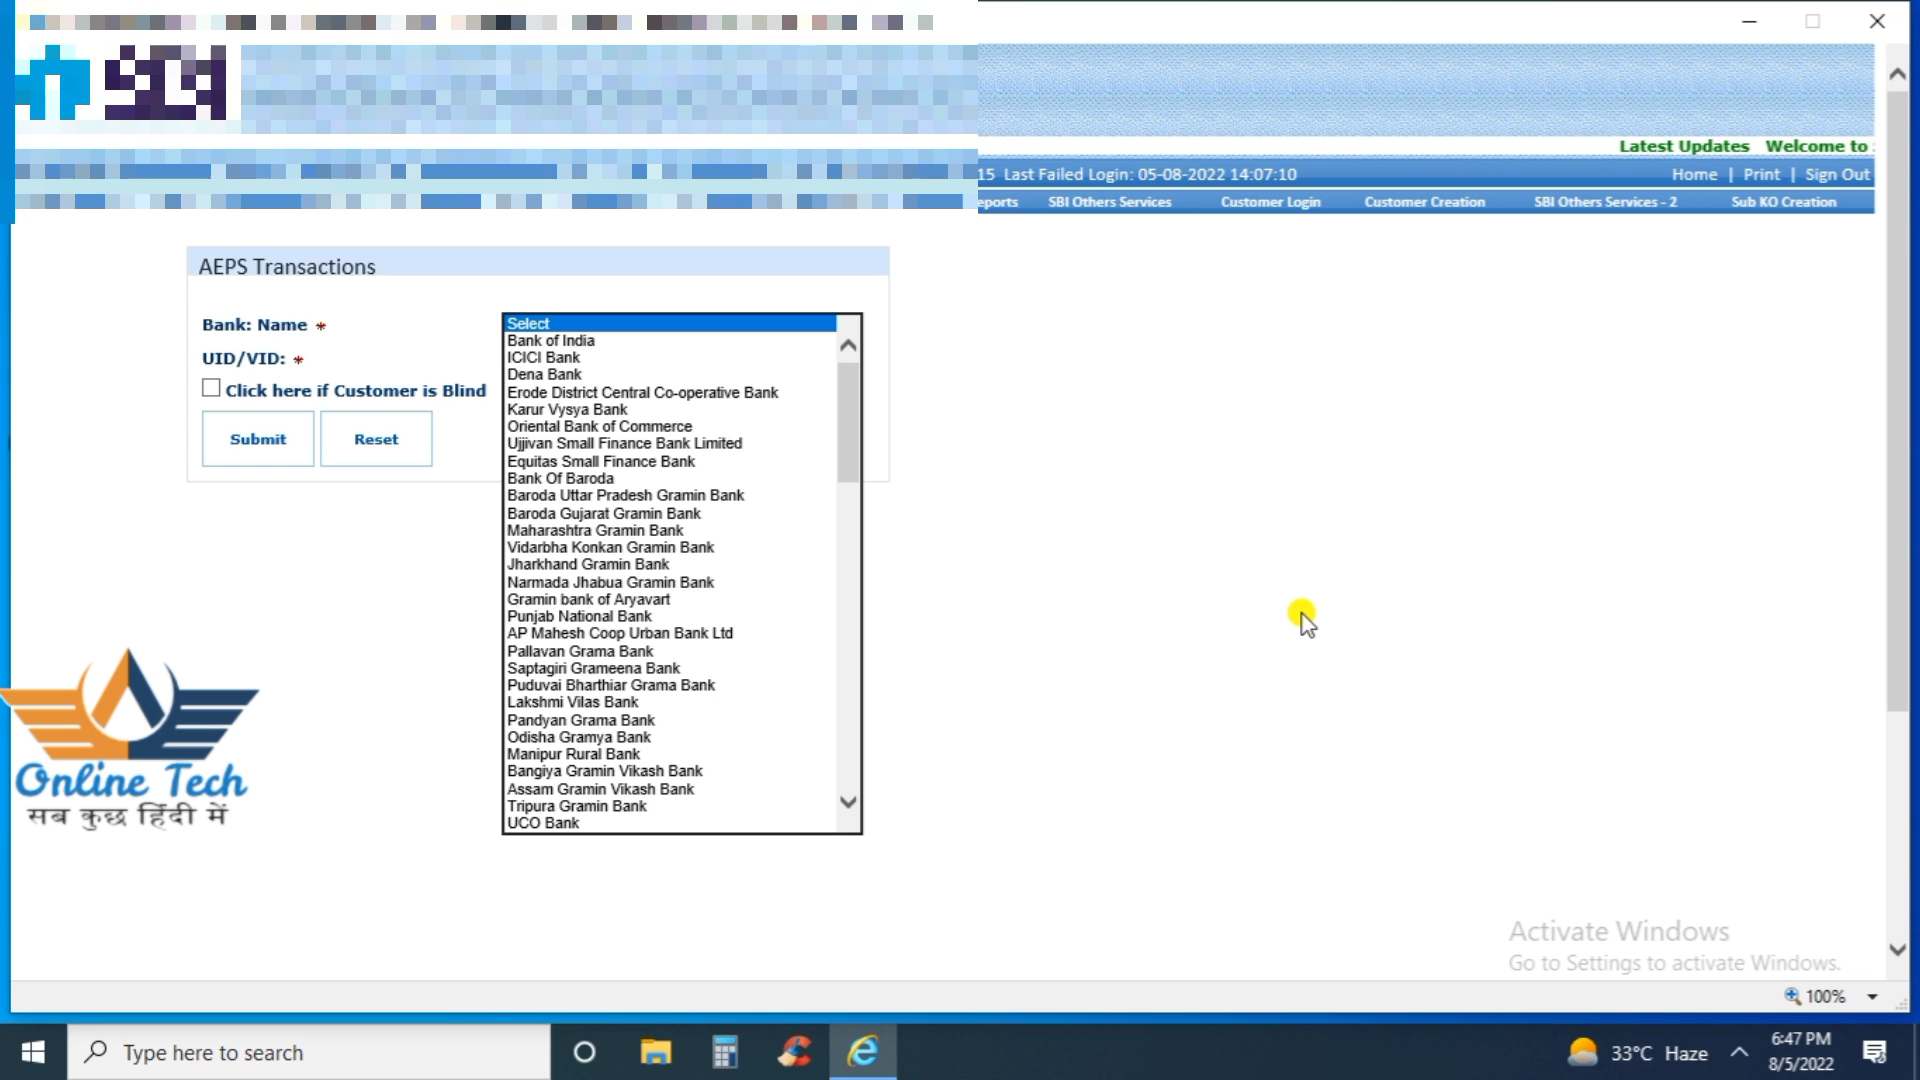 Latest Updates Welcome to
15 Last Failed Login: 05-08-2022 14:07:10 Home | Print | Sign Out
eports SBI Others Services Customer Login Customer Creation SBI Others Services - 2 Sub KO Creation
AEPS Transactions
Bank: Name *
UID/VID: *
Click here if Customer is Blind
Submit Reset
Select
Bank of India
ICICI Bank
Dena Bank
Erode District Central Co-operative Bank
Karur Vysya Bank
Oriental Bank of Commerce
Ujjivan Small Finance Bank Limited
Equitas Small Finance Bank
Bank Of Baroda
Baroda Uttar Pradesh Gramin Bank
Baroda Gujarat Gramin Bank
Maharashtra Gramin Bank
Vidarbha Konkan Gramin Bank
Jharkhand Gramin Bank
Narmada Jhabua Gramin Bank
Gramin bank of Aryavart
Punjab National Bank
AP Mahesh Coop Urban Bank Ltd
Pallavan Grama Bank
Saptagiri Grameena Bank
Puduvai Bharthiar Grama Bank
Lakshmi Vilas Bank
Pandyan Grama Bank
Odisha Gramya Bank
Manipur Rural Bank
Bangiya Gramin Vikash Bank
Assam Gramin Vikash Bank
Tripura Gramin Bank
UCO Bank
Online Tech
सब कुछ हिंदी में
Activate Windows
Go to Settings to activate Windows.
100%
Type here to search
33°C Haze
6:47 PM
8/5/2022